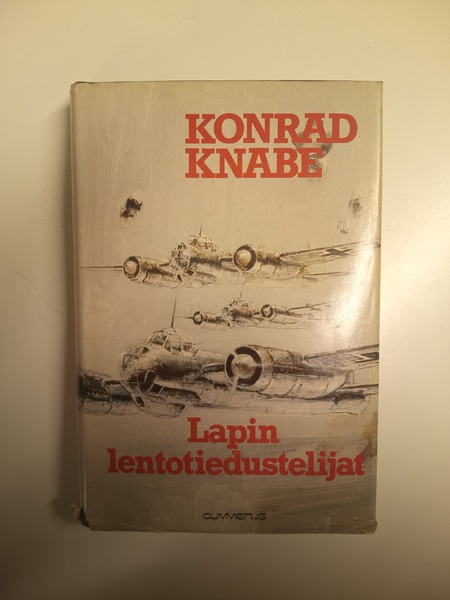 KONRAD
KNABE
Lapin
lentotiedustelijat
GUMMERUS